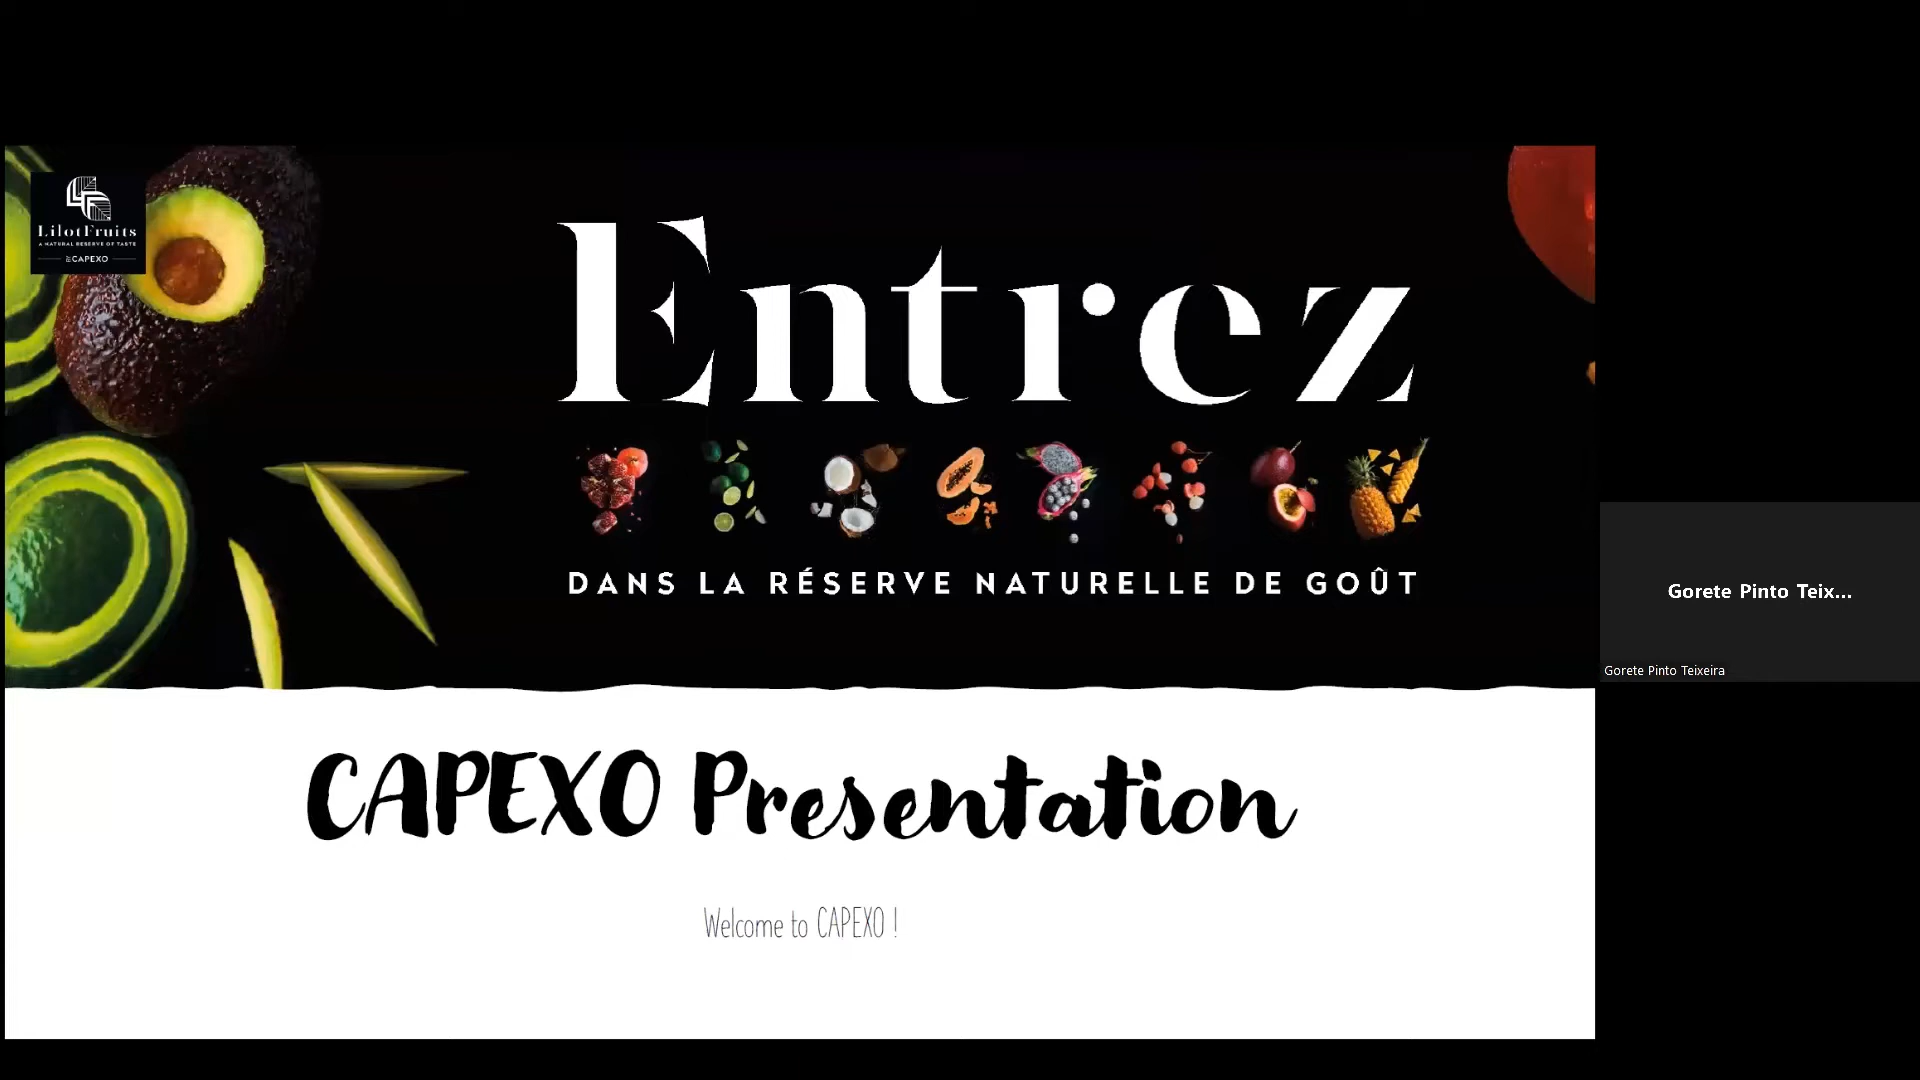 LilotFruits
A NATURAL RESERVE OF TASTE
BY CAPEXO
Entrez
DANS LA RÉSERVE NATURELLE DE GOÛT
CAPEXO Presentation
Welcome to CAPEXO !
Gorete Pinto Teix...
Gorete Pinto Teixeira